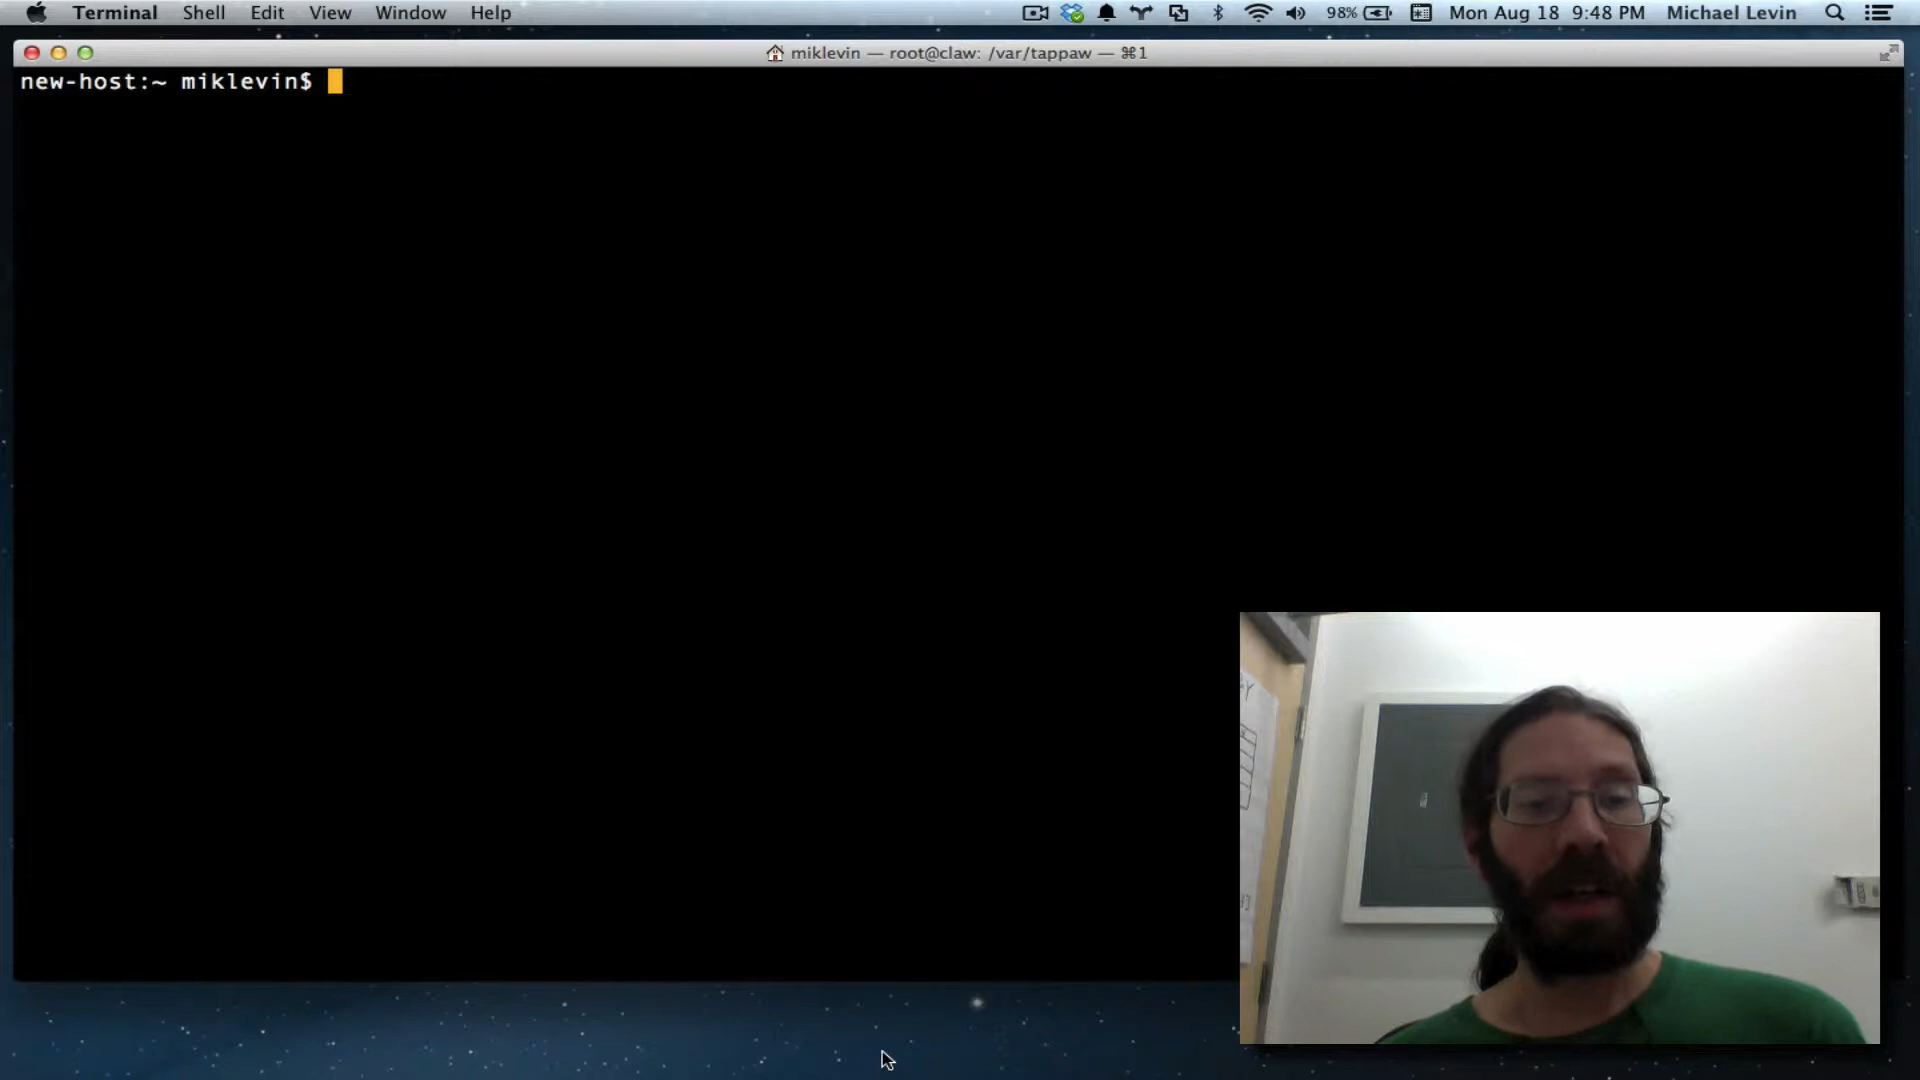 Terminal Shell Edit View Window Help 98% Mon Aug 18 9:48 PM Michael Levin
miklevin — root@claw: /var/tappaw — ⌘1
new-host:~ miklevin$